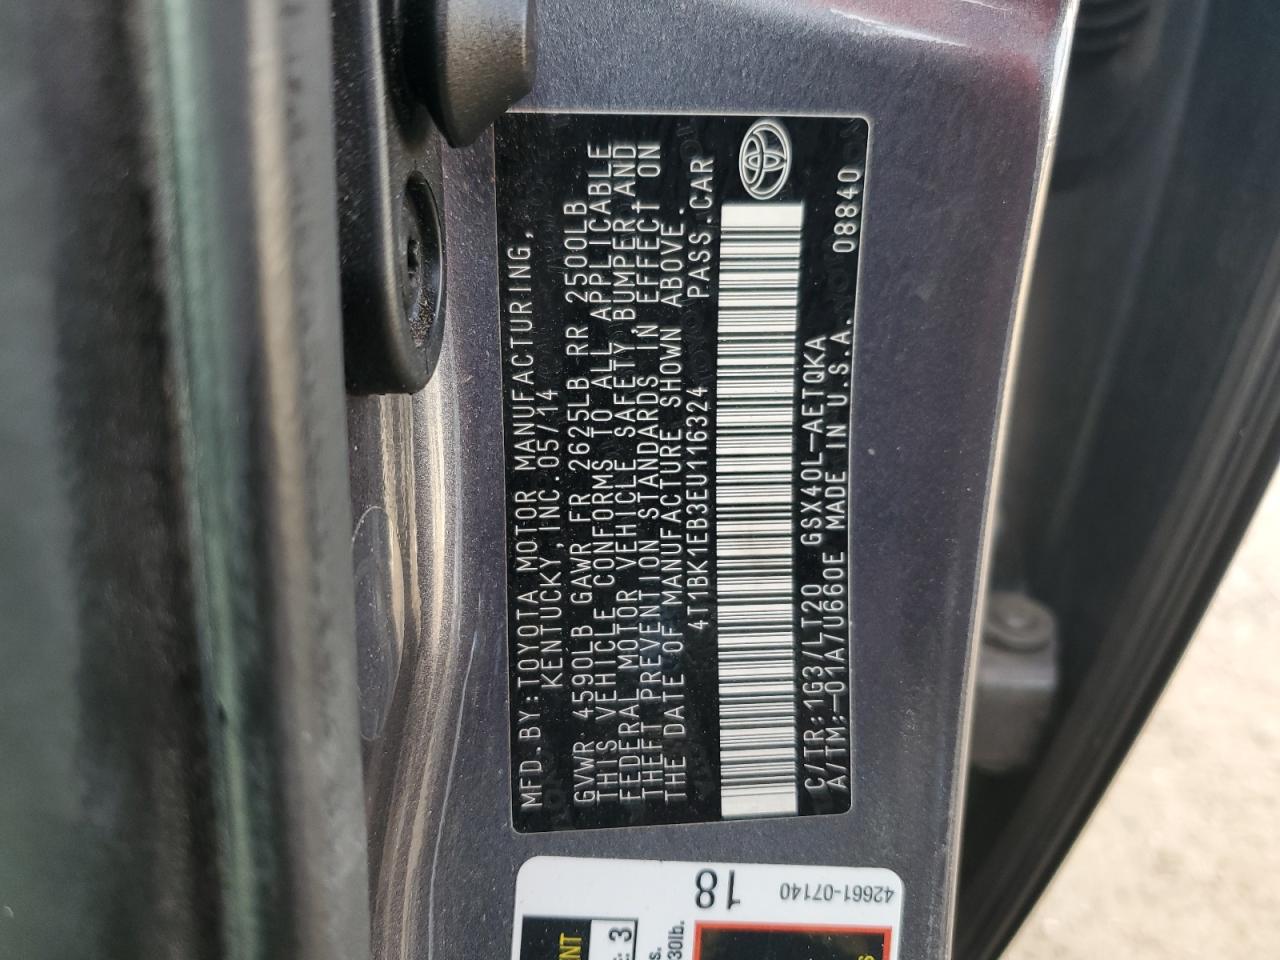 MFD.BY:TOYOTA MOTOR MANUFACTURING,
KENTUCKY,INC.05/14
GVWR 4590LB GAWR FR 2625LB RR 2500LB
THIS VEHICLE CONFORMS TO ALL APPLICABLE
FEDERAL MOTOR VEHICLE SAFETY,BUMPER,AND
THEFT PREVENTION STANDARDS IN EFFECT ON
THE DATE OF MANUFACTURE SHOWN ABOVE.
4T1BK1EB3EU116324 PASS.CAR
C/TR:1G3/LT20 GSX40L-AETQKA
A/TM:-01A/U660E MADE IN U.S.A. 08840
42661-07140
18
3
30lb.